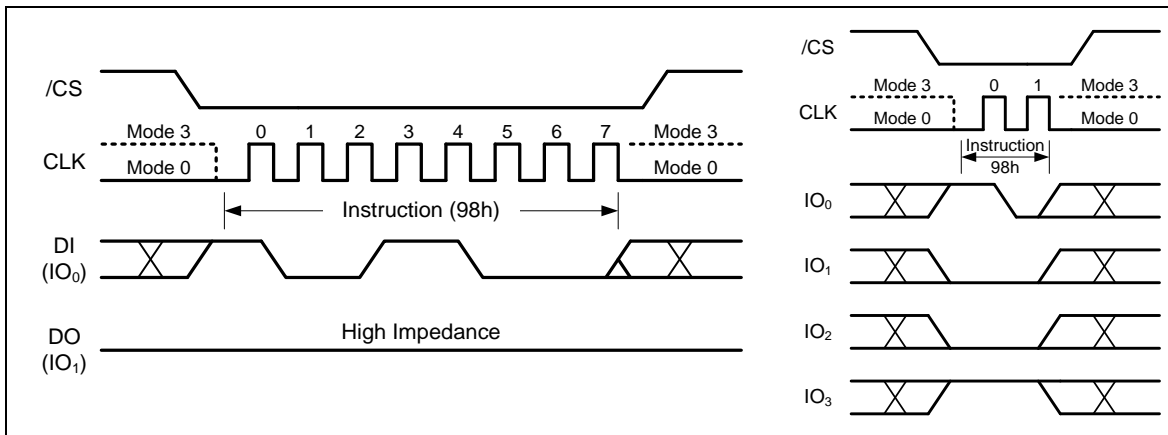 /CS
Mode 3
0 1 2 3 4 5 6 7
Mode 3
CLK
Mode 0
Mode 0
Instruction (98h)
DI
(IO₀)
High Impedance
DO
(IO₁)
/CS
Mode 3
0 1
Mode 3
CLK
Mode 0
Mode 0
Instruction
98h
IO₀
IO₁
IO₂
IO₃